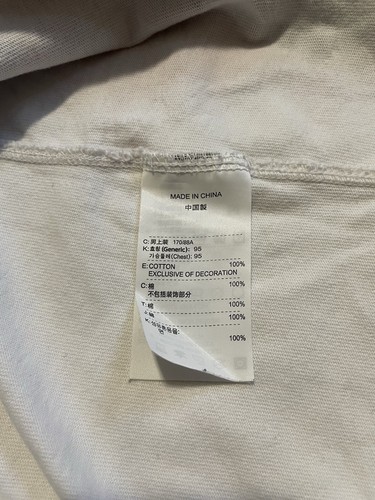 MADE IN CHINA
中国製
C: 男上装 170/88A
K: 호칭 (Generic): 95
가슴둘레(Chest): 95
E: COTTON 100%
EXCLUSIVE OF DECORATION
C: 棉 100%
不包括装饰部分
T: 綿 100%
100%